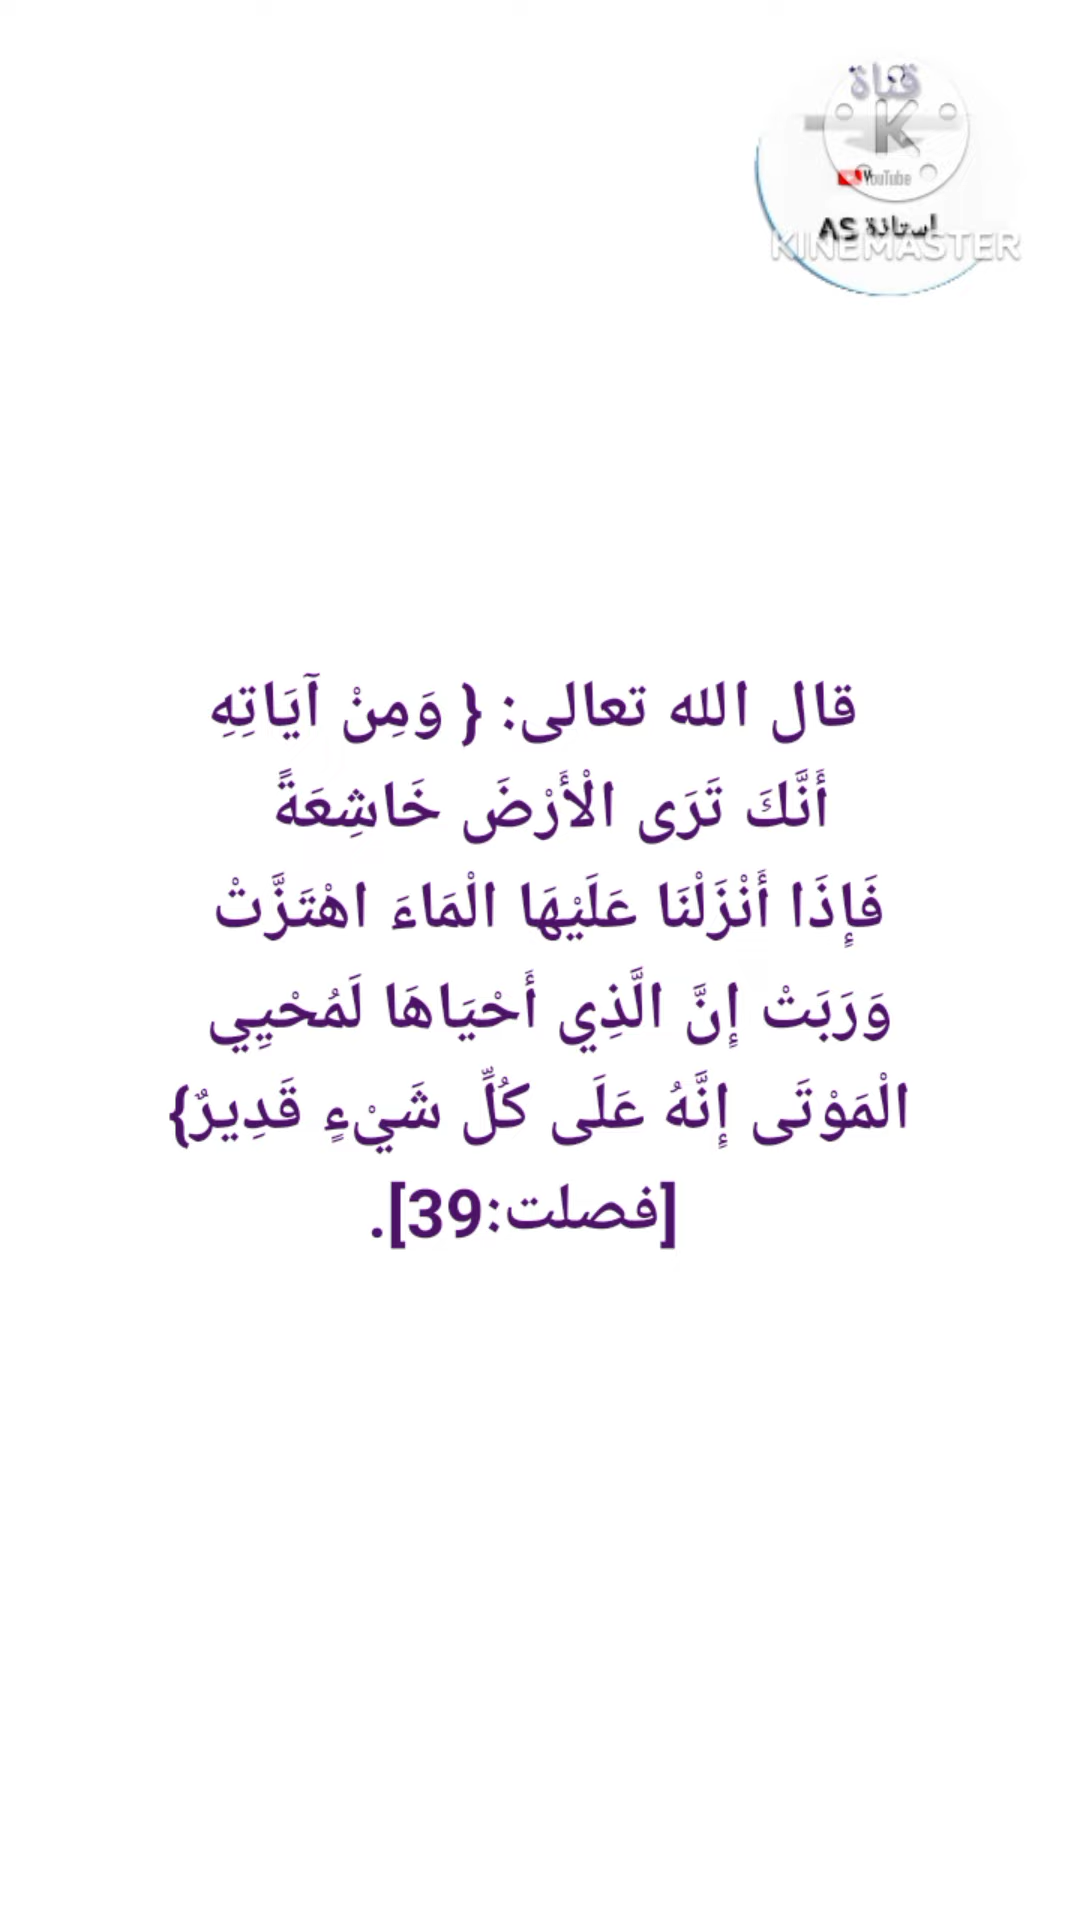 قناة
K
YouTube
استاذة AS
KINEMASTER
قال الله تعالى: { وَمِنْ آيَاتِهِ
أَنَّكَ تَرَى الْأَرْضَ خَاشِعَةً
فَإِذَا أَنْزَلْنَا عَلَيْهَا الْمَاءَ اهْتَزَّتْ
وَرَبَتْ إِنَّ الَّذِي أَحْيَاهَا لَمُحْيِي
الْمَوْتَى إِنَّهُ عَلَى كُلِّ شَيْءٍ قَدِيرٌ}
[فصلت:39].